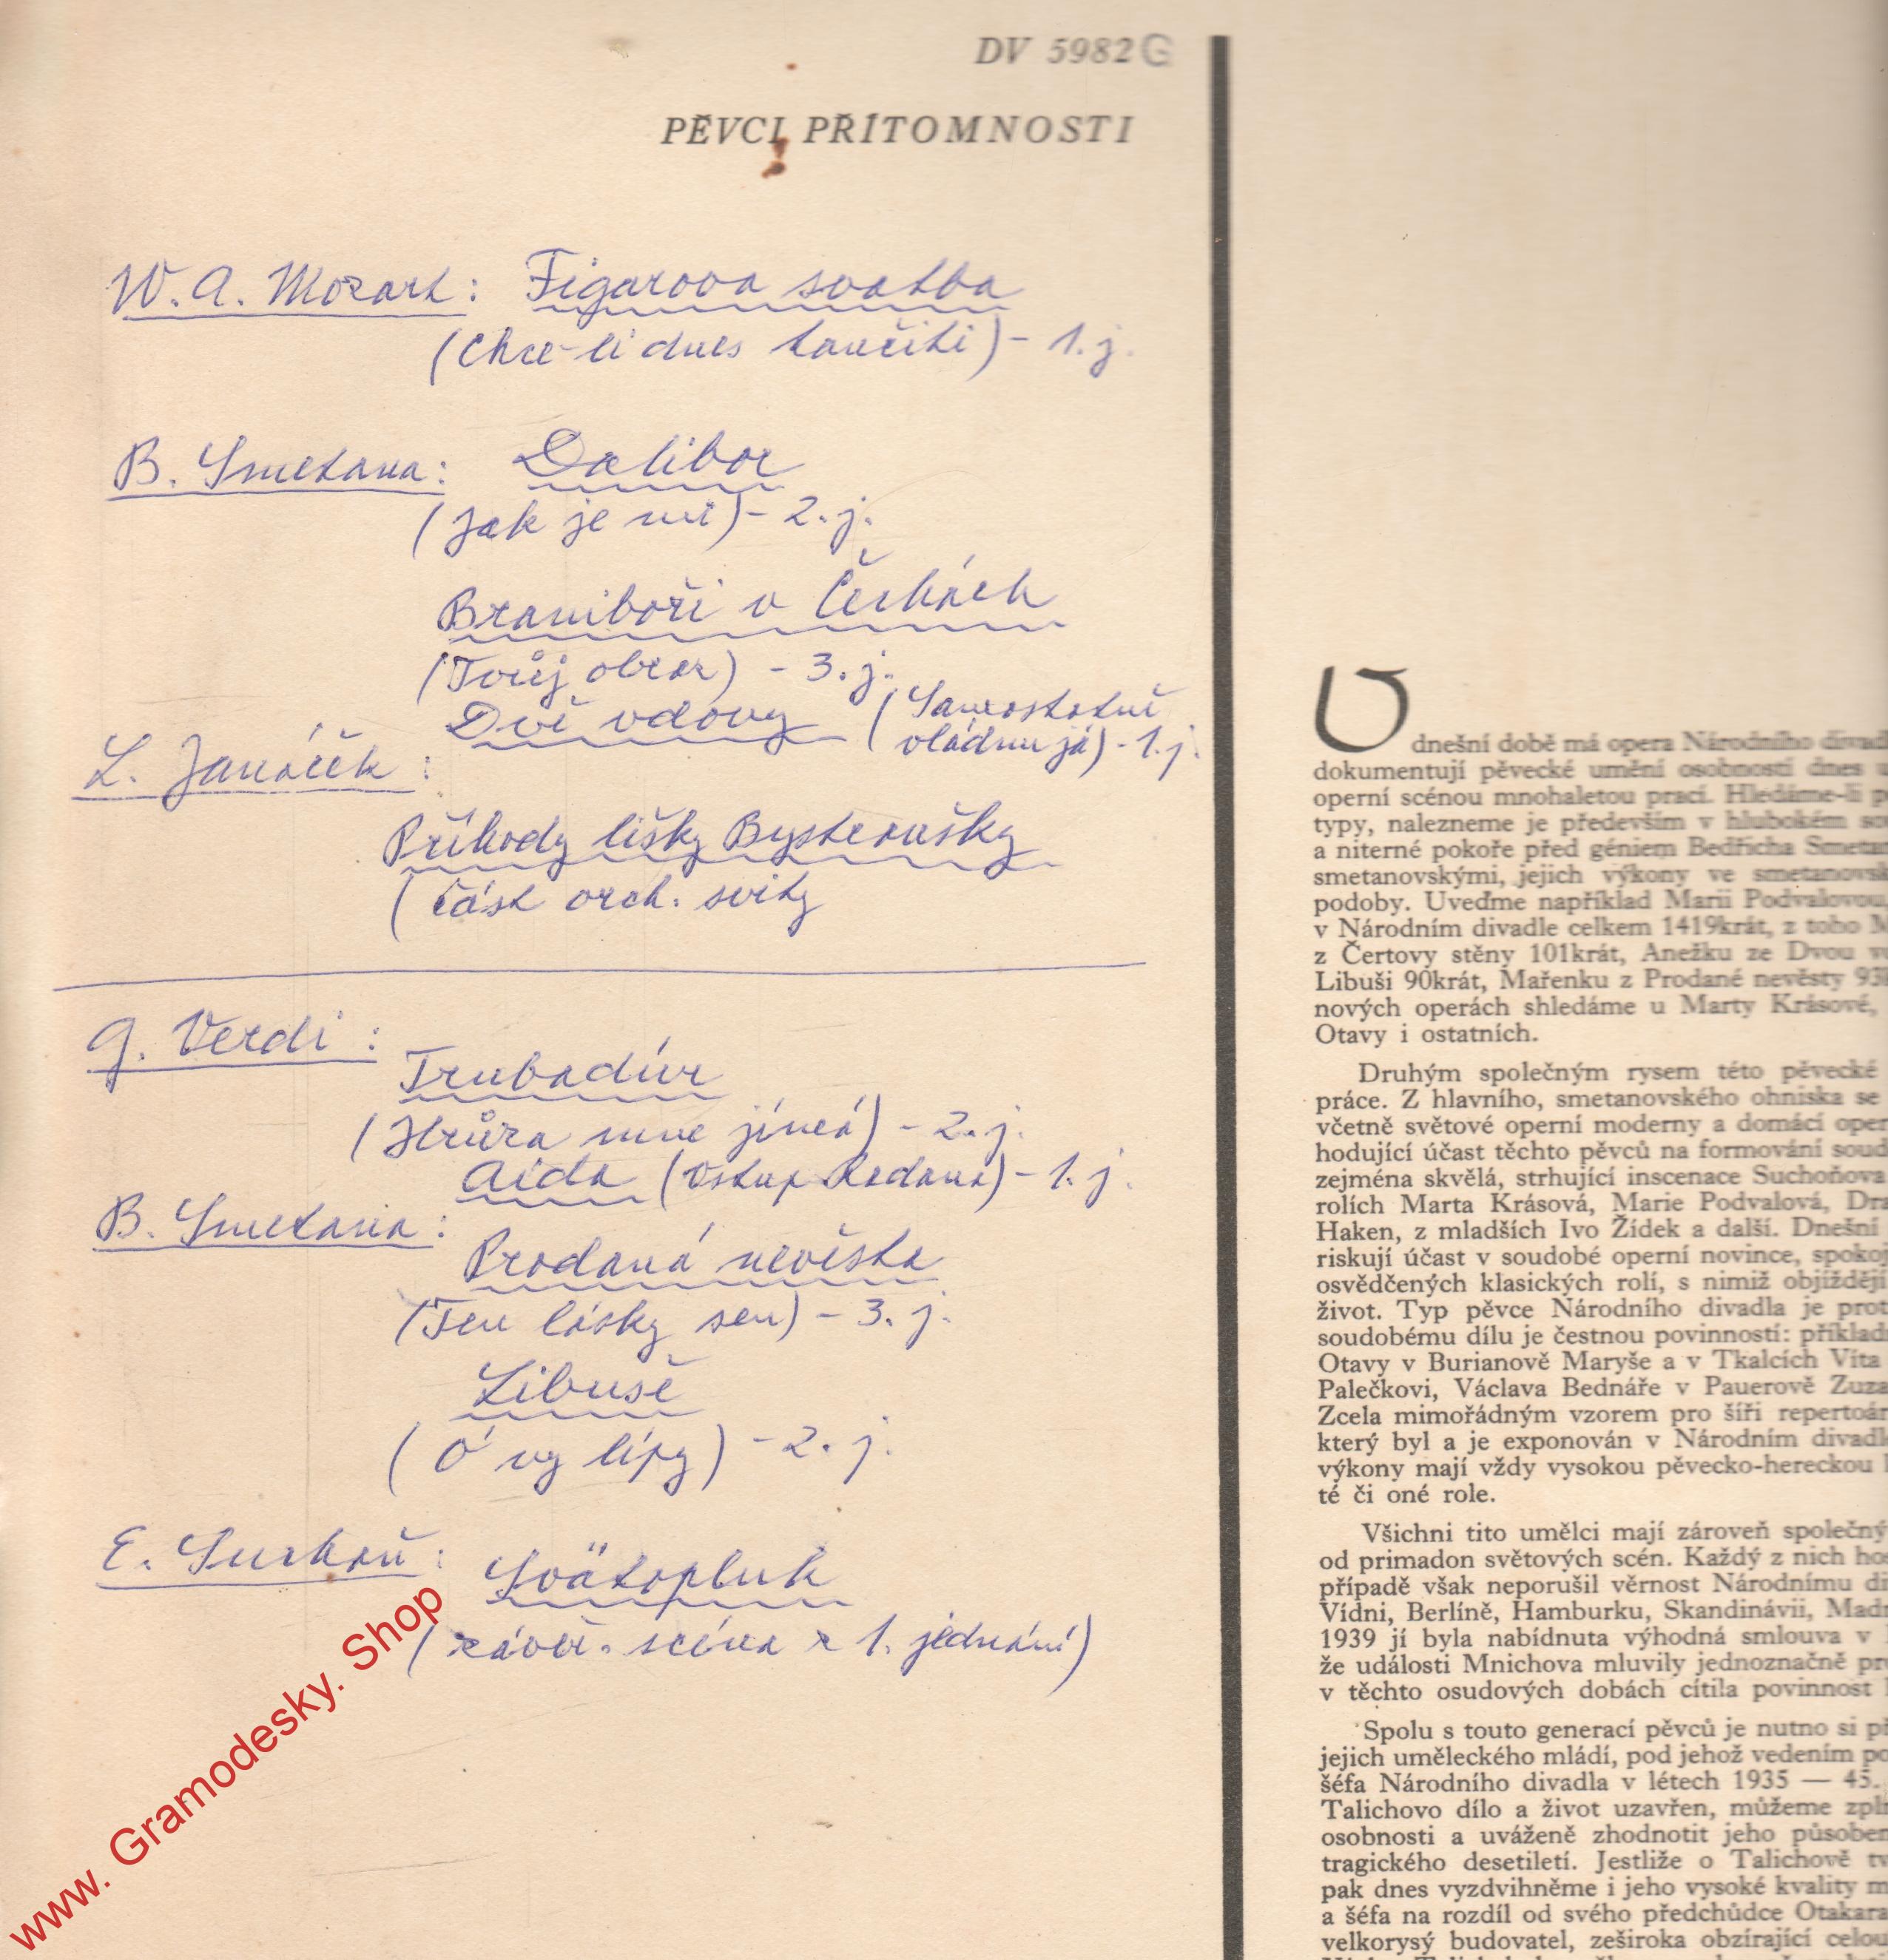 DV 5982 G
PĚVCI PŘÍTOMNOSTI
W. A. Mozart: Figarova svatba
(Chce-li dnes tančiti) - 1. j.
B. Smetana: Dalibor
(Jak je mi) - 2. j.
Braniboři v Čechách
(Tvůj obraz) - 3. j.
Dvě vdovy (Samostatně
vládnu já) - 1. j.
L. Janáček:
Příhody lišky Bystroušky
(část orch. svity
G. Verdi:
Trubadúr
(Hrůza mne jímá) - 2. j.
Aida (Vstup Radama) - 1. j.
B. Smetana:
Prodaná nevěsta
(Ten lásky sen) - 3. j.
Libuše
(Ó vy lípy) - 2. j.
E. Suchoň: Svätopluk
(závěr. scéna z 1. jednání)
www. Gramodesky. Shop
V dnešní době má opera Národního divad
dokumentují pěvecké umění osobností dnes
operní scénou mnohaletou prací. Hledáme-li
typy, nalezneme je především v hlubokém
a niterné pokoře před géniem Bedřicha Smetan
smetanovskými, jejich výkony ve smetanovsk
podoby. Uveďme například Marii Podvalovou,
v Národním divadle celkem 1419krát, z toho M
z Čertovy stěny 101krát, Anežku ze Dvou
Libuši 90krát, Mařenku z Prodané nevěsty 93
nových operách shledáme u Marty Krásové,
Otavy i ostatních.
Druhým společným rysem této pěvecké
práce. Z hlavního, smetanovského ohniska se
včetně světové operní moderny a domácí oper
hodující účast těchto pěvců na formování soud
zejména skvělá, strhující inscenace Suchoňova
rolích Marta Krásová, Marie Podvalová, Dra
Haken, z mladších Ivo Žídek a další. Dnešní
riskují účast v soudobé operní novince, spokoj
osvědčených klasických rolí, s nimiž objíždějí
život. Typ pěvce Národního divadla je prot
soudobému dílu je čestnou povinností: příklad
Otavy v Burianově Maryše a v Tkalcích Víta
Palečkovi, Václava Bednáře v Pauerově Zuza
Zcela mimořádným vzorem pro šíři repertoár
který byl a je exponován v Národním divadl
výkony mají vždy vysokou pěvecko-hereckou
té či oné role.
Všichni tito umělci mají zároveň společný
od primadon světových scén. Každý z nich hos
případě však neporušil věrnost Národnímu di
Vídni, Berlíně, Hamburku, Skandinávii, Madr
1939 jí byla nabídnuta výhodná smlouva v
že události Mnichova mluvily jednoznačně pr
v těchto osudových dobách cítila povinnost
Spolu s touto generací pěvců je nutno si př
jejich uměleckého mládí, pod jehož vedením po
šéfa Národního divadla v létech 1935 — 45.
Talichovo dílo a život uzavřen, můžeme zpl
osobnosti a uváženě zhodnotit jeho působen
tragického desetiletí. Jestliže o Talichově tv
pak dnes vyzdvihněme i jeho vysoké kvality m
a šéfa na rozdíl od svého předchůdce Otakara
velkorysý budovatel, zeširoka obzírající celou